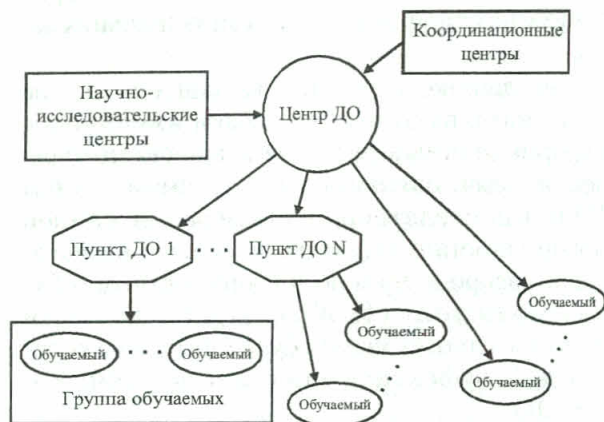 Координационные
центры
Научно-
исследовательские
центры
Центр ДО
Пункт ДО 1
Пункт ДО N
Обучаемый
Обучаемый
Группа обучаемых
Обучаемый
Обучаемый
Обучаемый
Обучаемый